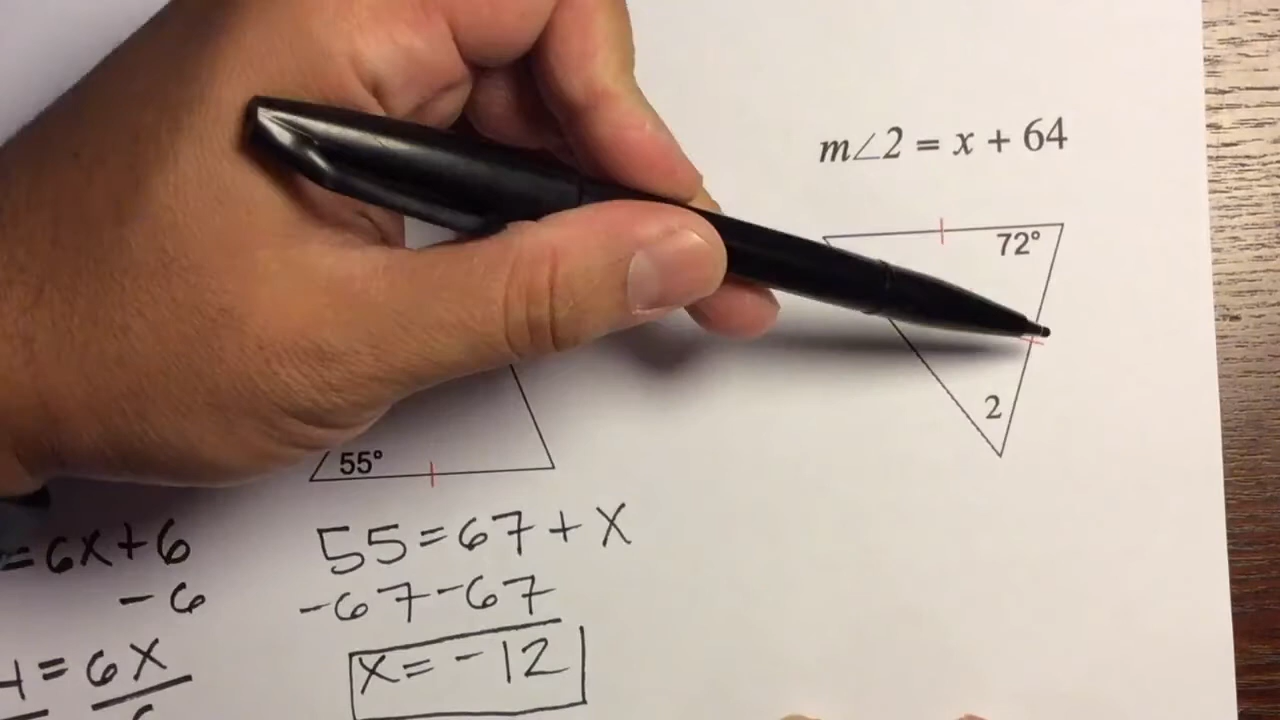 m∠2 = x + 64
72°
2
55°
=6x+6
-6
=6x
55=67+x
-67-67
x=-12